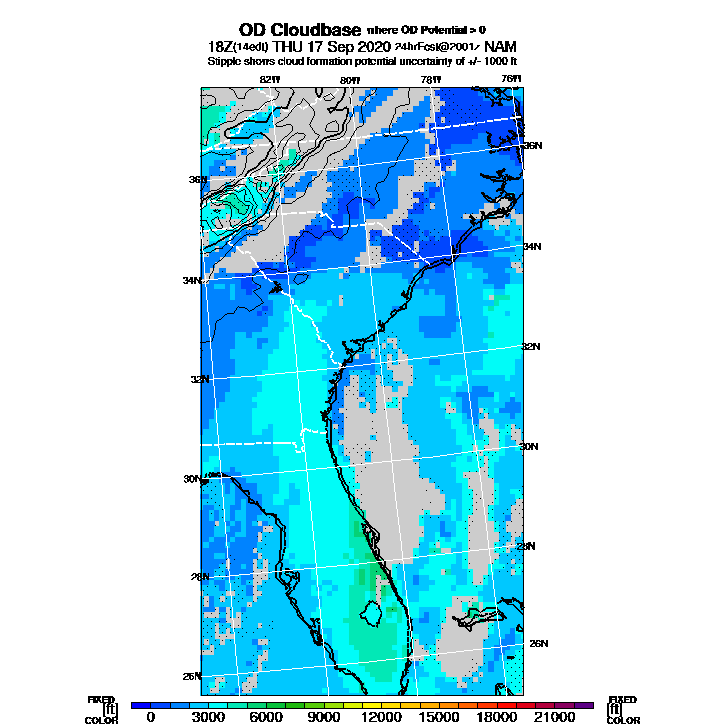 OD Cloudbase where OD Potential > 0
18Z(14edt) THU 17 Sep 2020 24hrFcst@2001z NAM
Stipple shows cloud formation potential uncertainty of +/- 1000 ft
82W 80W 78W 76W
36N 36N
34N 34N
32N 32N
30N 30N
28N 28N
26N 26N
FIXED FIXED
[ft] [ft]
COLOR COLOR
0 3000 6000 9000 12000 15000 18000 21000